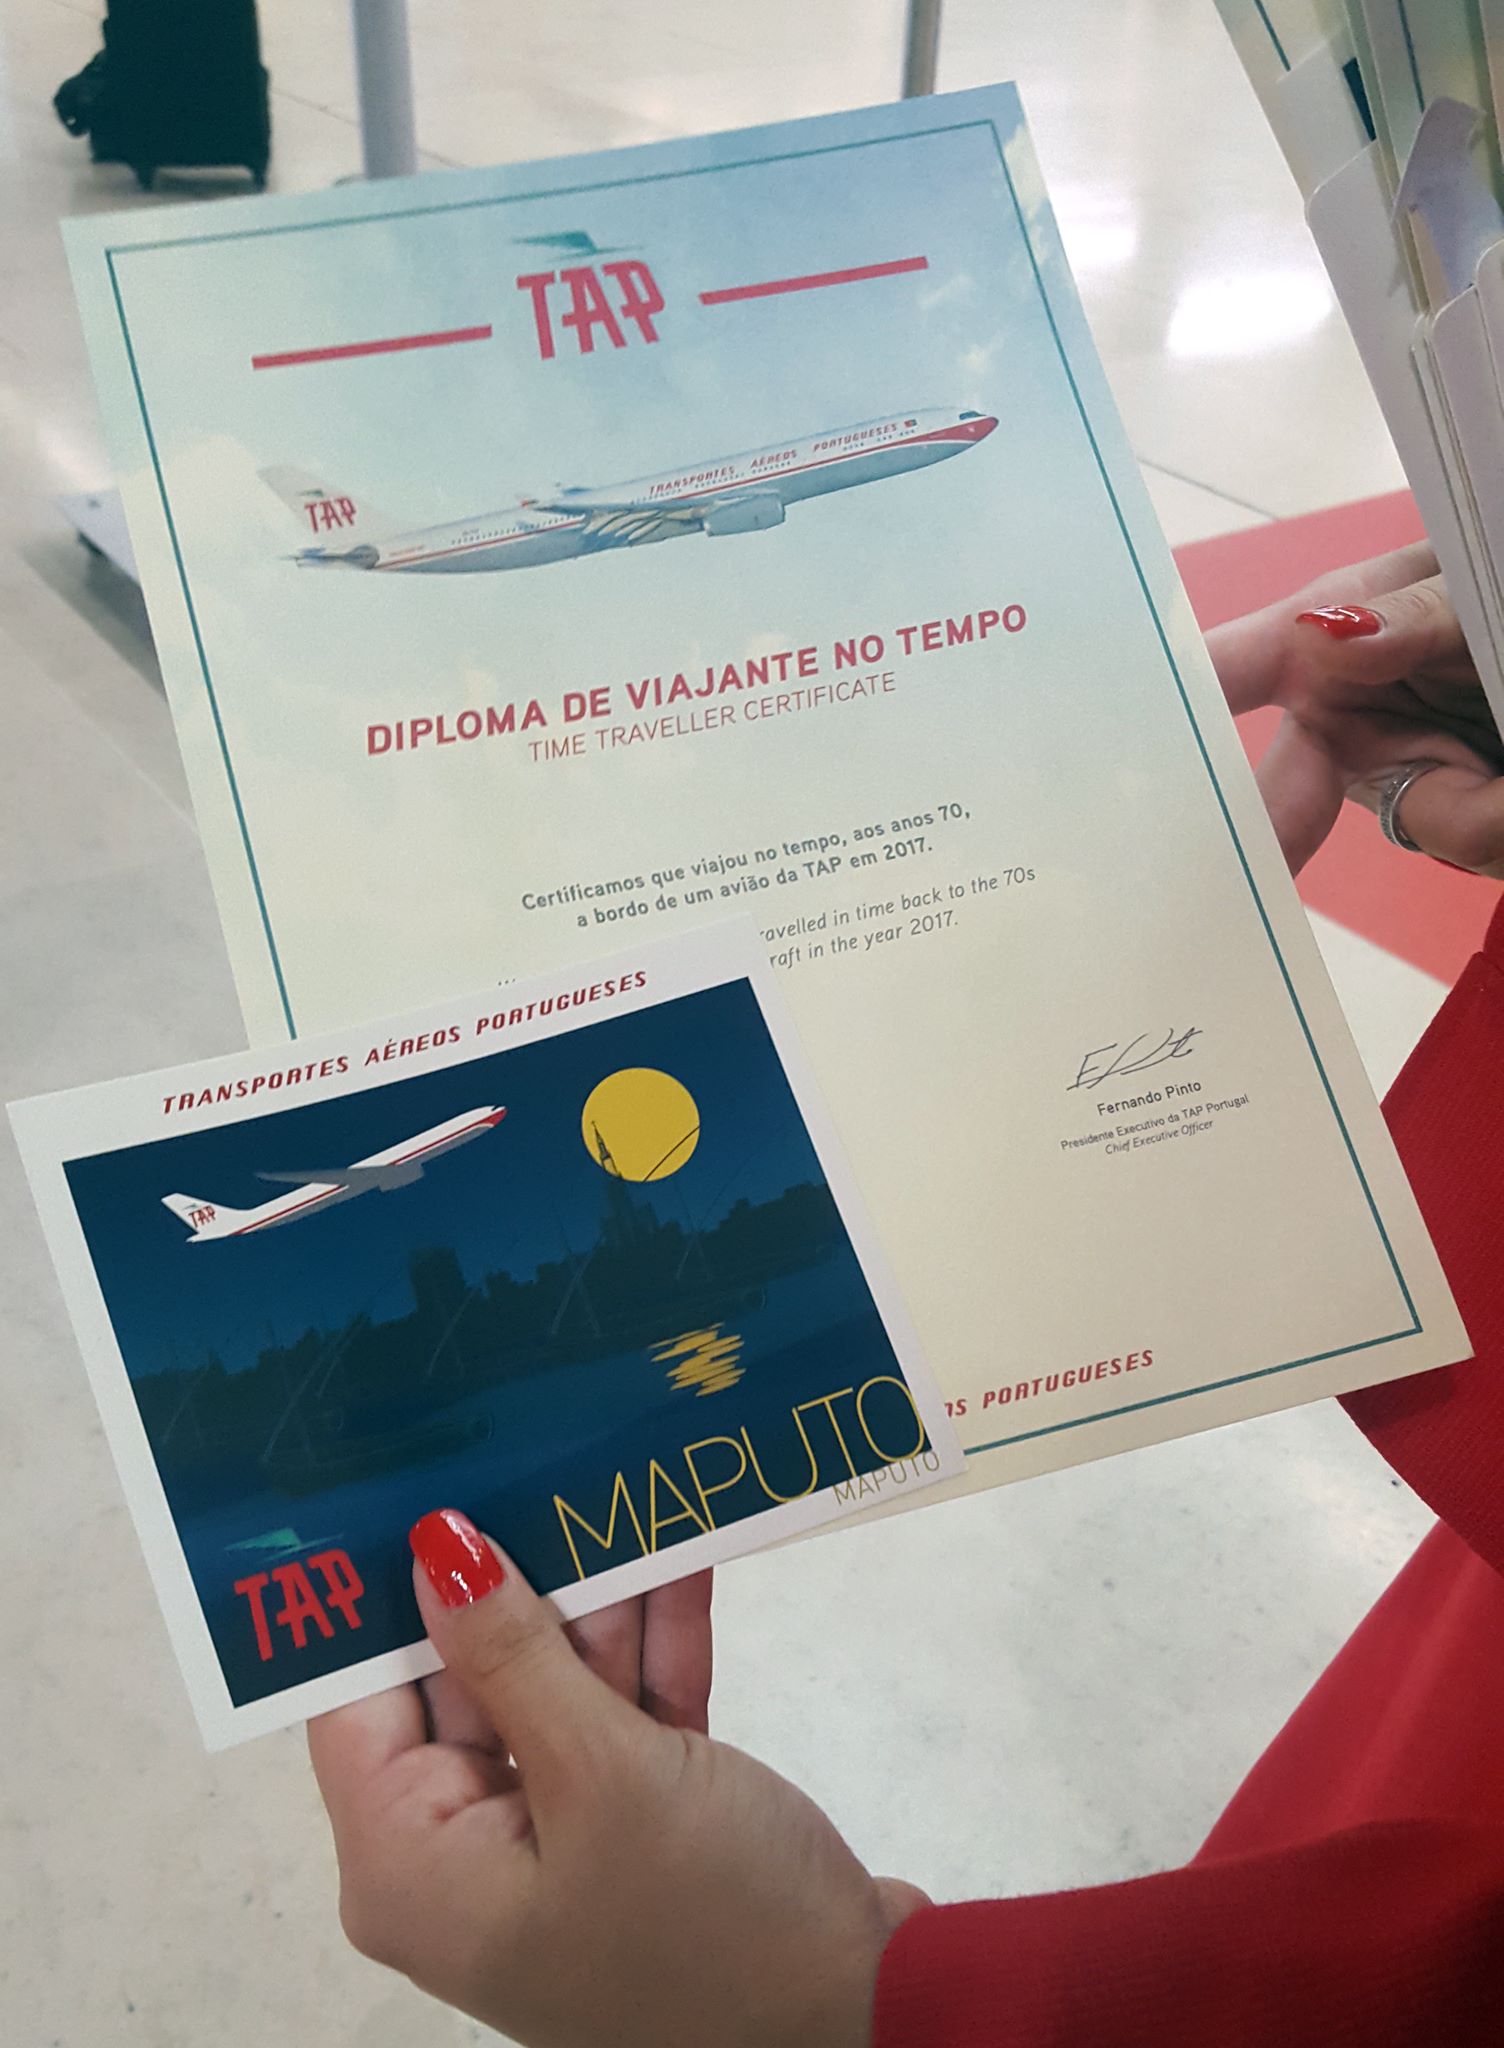 TAP
TRANSPORTES AÉREOS PORTUGUESES
TAP
DIPLOMA DE VIAJANTE NO TEMPO
TIME TRAVELLER CERTIFICATE
Certificamos que viajou no tempo, aos anos 70,
a bordo de um avião da TAP em 2017.
travelled in time back to the 70s
in the year 2017.
Fernando Pinto
Presidente Executivo da TAP Portugal
Chief Executive Officer
PORTUGUESES
TRANSPORTES AÉREOS PORTUGUESES
TAP
MAPUTO
MAPUTO
TAP